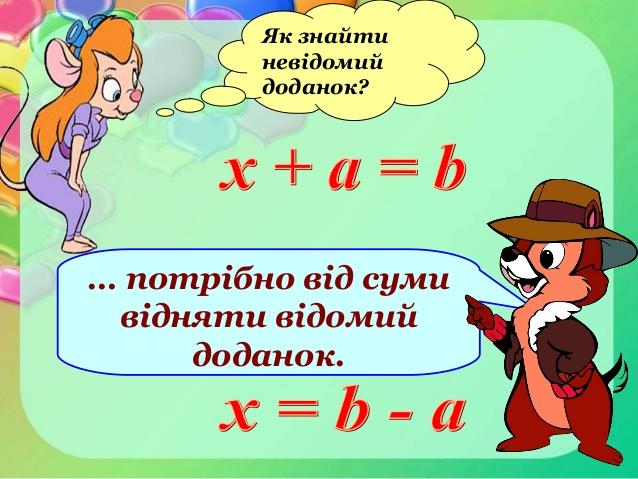 Як знайти
невідомий
доданок?
x + a = b
... потрібно від суми
відняти відомий
доданок.
x = b - a